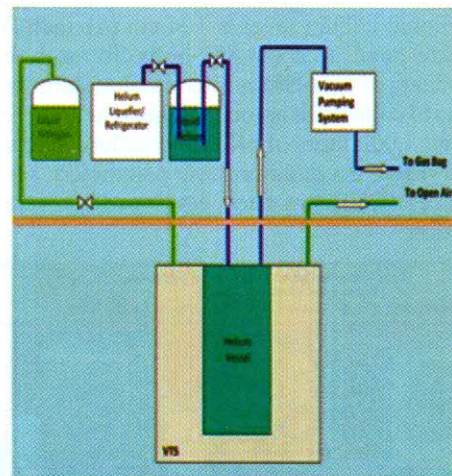 Liquid
Nitrogen
Helium
Liquefier/
Refrigerator
Liquid
Helium
Vacuum
Pumping
System
To Gas Bag
To Open Air
Helium
Vessel
VTS